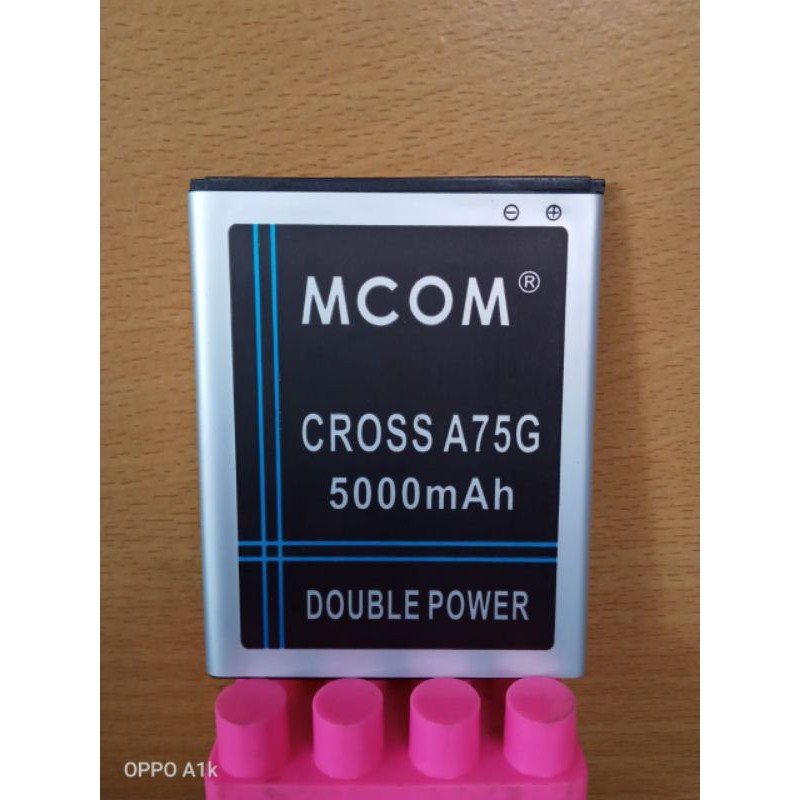 ⊖ ⊕
MCOM®
CROSS A75G
5000mAh
DOUBLE POWER
OPPO A1k